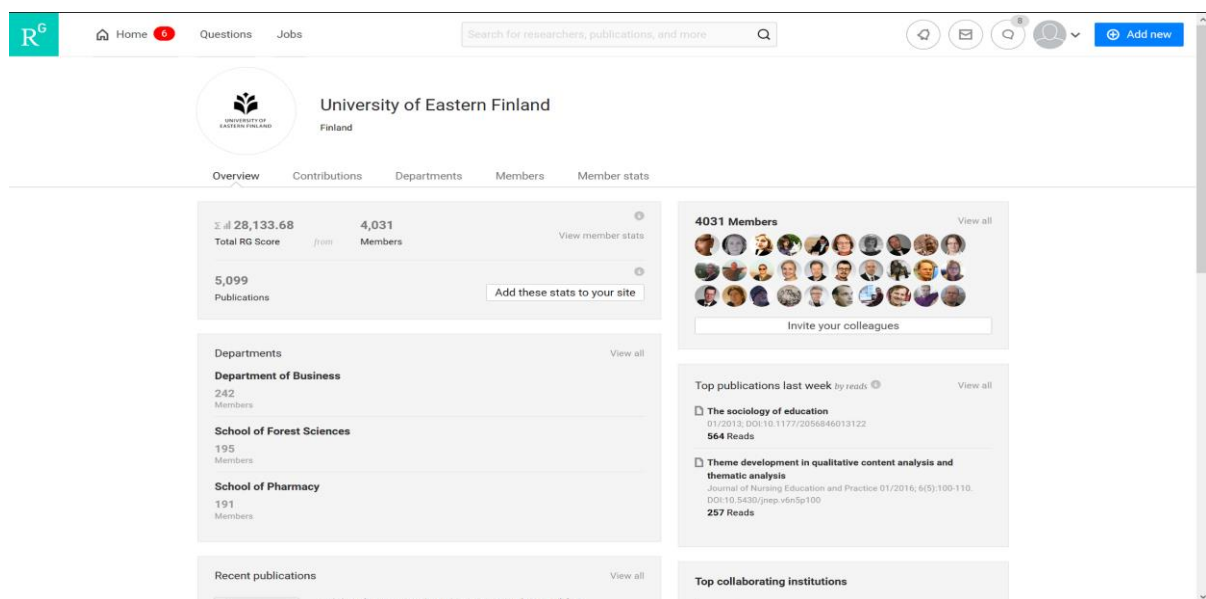 RG
Home 6 Questions Jobs
Search for researchers, publications, and more
8
Add new
UNIVERSITY OF
EASTERN FINLAND
University of Eastern Finland
Finland
Overview Contributions Departments Members Member stats
Σ 28,133.68 4,031
Total RG Score from Members
View member stats
5,099
Publications
Add these stats to your site
Departments View all
Department of Business
242
Members
School of Forest Sciences
195
Members
School of Pharmacy
191
Members
Recent publications View all
4031 Members View all
Invite your colleagues
Top publications last week by reads View all
The sociology of education
01/2013; DOI:10.1177/2056846013122
564 Reads
Theme development in qualitative content analysis and
thematic analysis
Journal of Nursing Education and Practice 01/2016; 6(5):100-110.
DOI:10.5430/jnep.v6n5p100
257 Reads
Top collaborating institutions